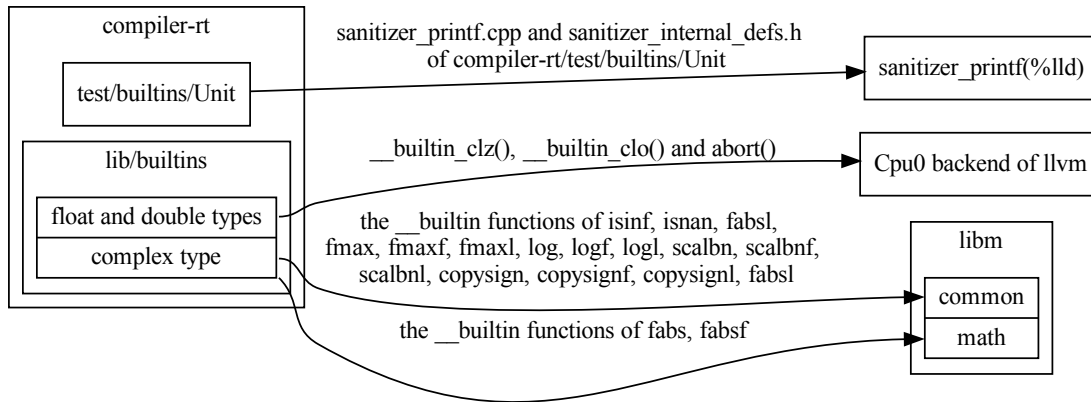 compiler-rt
sanitizer_printf.cpp and sanitizer_internal_defs.h
of compiler-rt/test/builtins/Unit
test/builtins/Unit
sanitizer_printf(%lld)
lib/builtins
__builtin_clz(), __builtin_clo() and abort()
Cpu0 backend of llvm
float and double types
complex type
the __builtin functions of isinf, isnan, fabsl,
fmax, fmaxf, fmaxl, log, logf, logl, scalbn, scalbnf,
scalbnl, copysign, copysignf, copysignl, fabsl
libm
common
math
the __builtin functions of fabs, fabsf